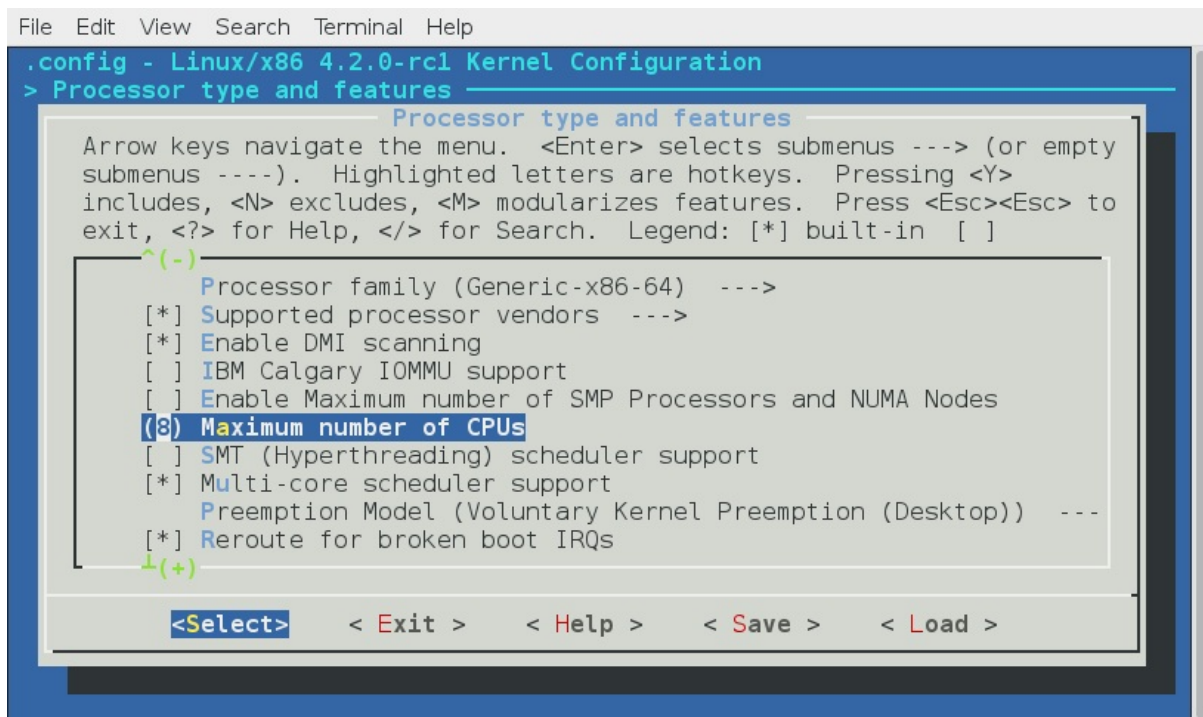 File Edit View Search Terminal Help
.config - Linux/x86 4.2.0-rc1 Kernel Configuration
> Processor type and features
Processor type and features
Arrow keys navigate the menu.  <Enter> selects submenus ---> (or empty
submenus ----).  Highlighted letters are hotkeys.  Pressing <Y>
includes, <N> excludes, <M> modularizes features.  Press <Esc><Esc> to
exit, <?> for Help, </> for Search.  Legend: [*] built-in  [ ]
^(-)
Processor family (Generic-x86-64)  --->
[*] Supported processor vendors  --->
[*] Enable DMI scanning
[ ] IBM Calgary IOMMU support
[ ] Enable Maximum number of SMP Processors and NUMA Nodes
(8) Maximum number of CPUs
[ ] SMT (Hyperthreading) scheduler support
[*] Multi-core scheduler support
Preemption Model (Voluntary Kernel Preemption (Desktop))  ---
[*] Reroute for broken boot IRQs
┴(+)
<Select>    < Exit >    < Help >    < Save >    < Load >